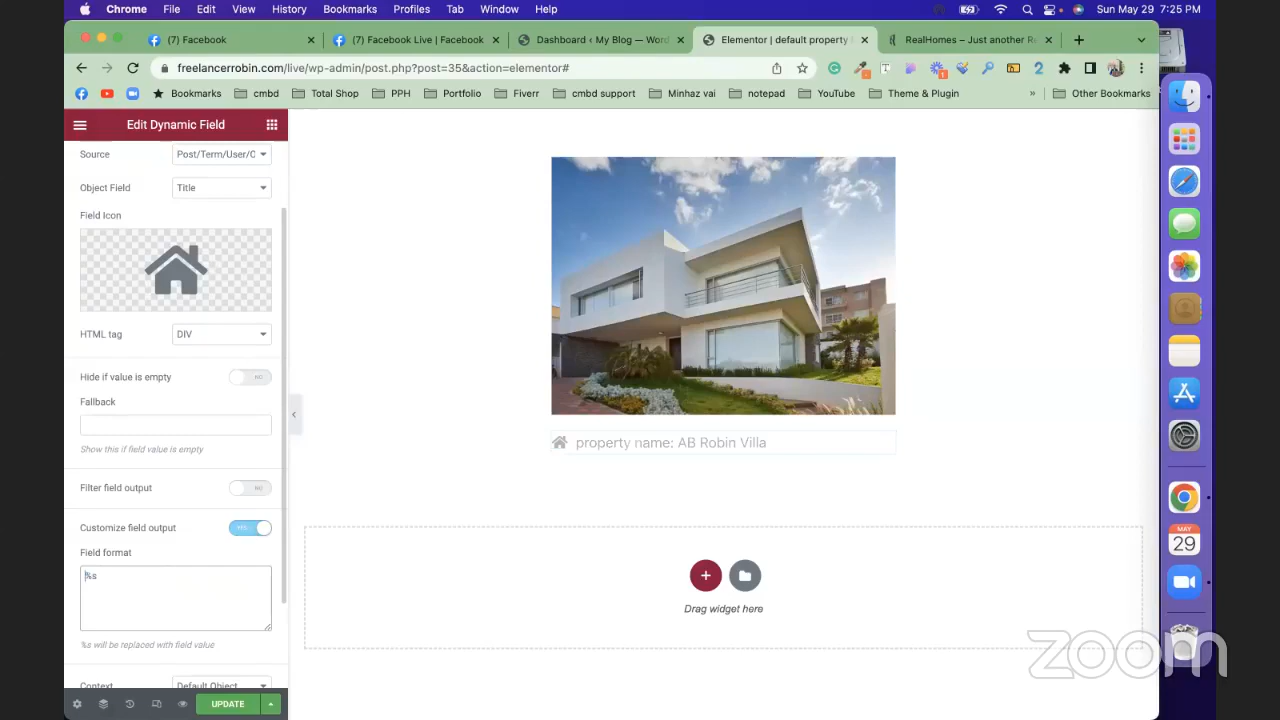 Chrome File Edit View History Bookmarks Profiles Tab Window Help Sun May 29 7:25 PM
(7) Facebook
(7) Facebook Live | Facebook
Dashboard ‹ My Blog — Word
Elementor | default property
RealHomes – Just another R
freelancerrobin.com/live/wp-admin/post.php?post=35&action=elementor#
Bookmarks cmbd Total Shop PPH Portfolio Fiverr cmbd support Minhaz vai notepad YouTube Theme & Plugin » Other Bookmarks
Edit Dynamic Field
Source Post/Term/User/O
Object Field Title
Field Icon
HTML tag DIV
Hide if value is empty NO
Fallback
Show this if field value is empty
Filter field output NO
Customize field output YES
Field format
%s
%s will be replaced with field value
Context Default Object
UPDATE
property name: AB Robin Villa
Drag widget here
MAY
29
zoom